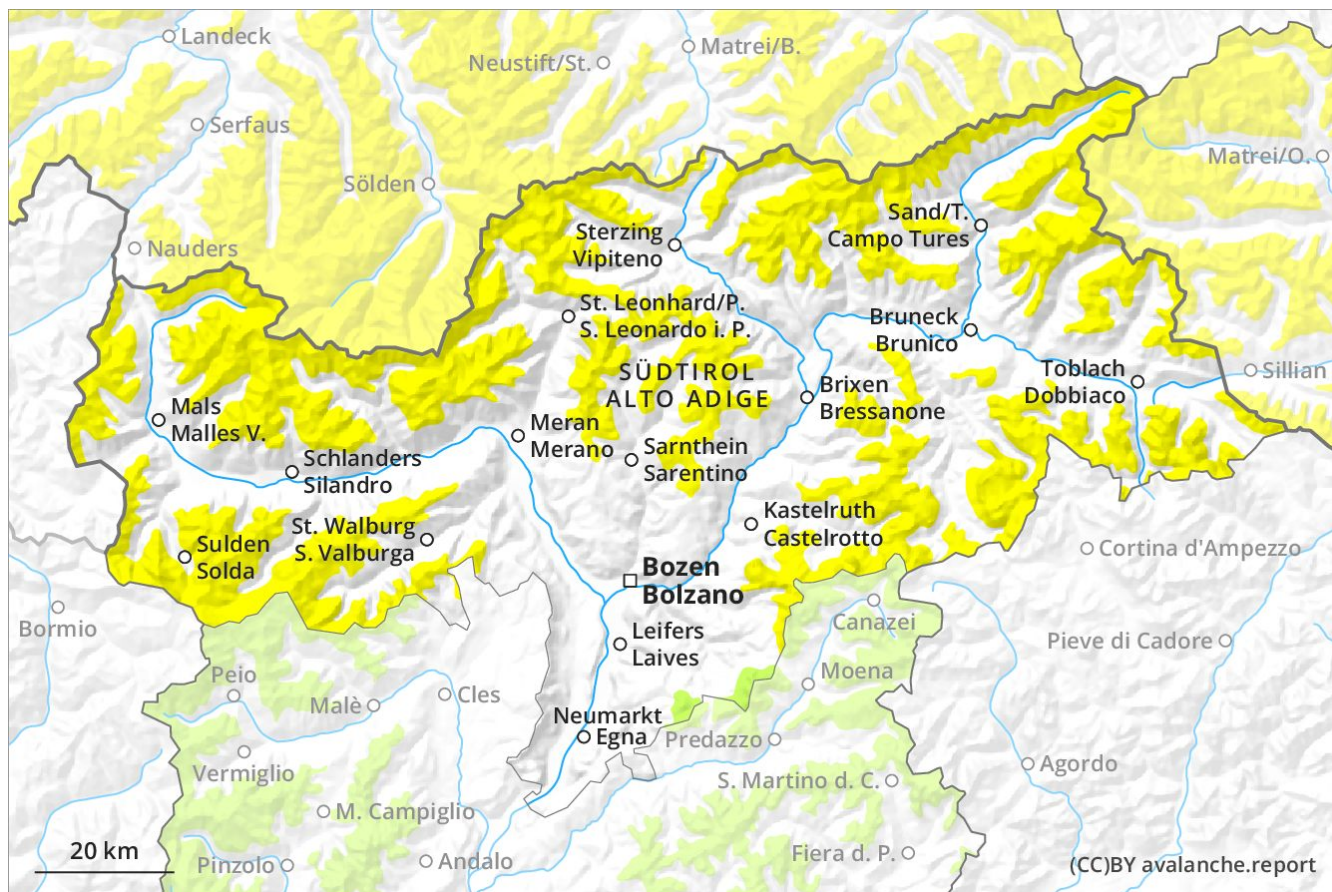 Landeck
Matrei/B.
Neustift/St.
Serfaus
Matrei/O.
Sölden
Sand/T.
Campo Tures
Sterzing
Vipiteno
Nauders
St. Leonhard/P.
S. Leonardo i. P.
Bruneck
Brunico
SÜDTIROL
ALTO ADIGE
Toblach
Dobbiaco
Sillian
Brixen
Bressanone
Mals
Malles V.
Meran
Merano
Sarnthein
Sarentino
Schlanders
Silandro
Kastelruth
Castelrotto
St. Walburg
S. Valburga
Sulden
Solda
Cortina d'Ampezzo
Bozen
Bolzano
Bormio
Canazei
Leifers
Laives
Pieve di Cadore
Peio
Moena
Malè
Cles
Neumarkt
Egna
Predazzo
Vermiglio
Agordo
S. Martino d. C.
M. Campiglio
20 km
Pinzolo
Andalo
Fiera d. P.
(CC)BY avalanche.report